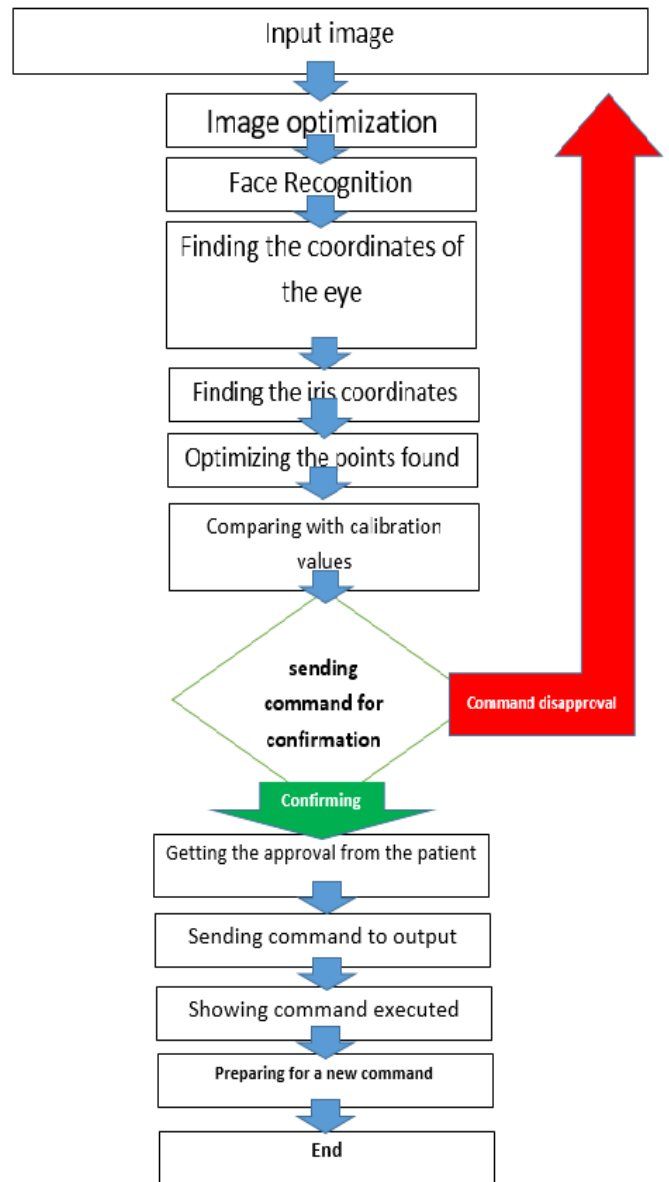 Input image
Image optimization
Face Recognition
Finding the coordinates of
the eye
Finding the iris coordinates
Optimizing the points found
Comparing with calibration
values
sending
command for
confirmation
Command disapproval
Confirming
Getting the approval from the patient
Sending command to output
Showing command executed
Preparing for a new command
End